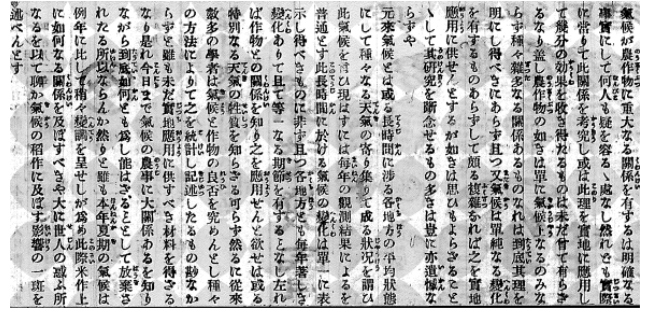 氣候が農作物に重大なる關係を有するは明確なる
事實にして何人も疑を容るゝ處なし然れども實際
に當りて此關係を考究し或は此理を實地に應用し
て幾分の効果を收め得たるものは未だ甞て有らざ
るなり蓋し農作物の如きは單に氣候上なるのみな
らず種々雜多なる關係あるものなれば到底其理を
明にし得べきにあらず且つ又氣候は單純なる變化
を有するものあらずして頗る複雜なれば之を實地
應用に供せんとするが如きは思ひもよらざること
ゝして其研究を斷念せるもの多きは豈に亦遺憾な
らずや
元來氣候とは或る長時間に渉る各地方の平均狀態
にして種々なる天氣の寄り集りて成る狀況を謂ひ
此氣候を言ひ現はすには毎年の觀測結果によるを
普通とす此長時間に於ける氣候の變化は單一に表
示し得べきものに非ず且つ各地方とも毎年著しき
變化ありて且て等一なる期節を有することなし左れ
ば作物との關係を知り之を應用せんと欲せば或る
特別なる天氣の性質を知らざる可らず然るに從來
數多の學者は氣候と作物の良否を究めんとし種々
の方法によりて之を統計し記述したるもの尠なか
らずと雖も未だ實地應用に供すべき材料を得ざる
なり是れ今日まで氣候の農事に大關係あるを知り
ながら到底如何とも爲し能はざることとして放棄さ
れたる所以ならんか然りと雖も本年夏期の氣候は
例年に比して稍々變調を呈せしが爲め此際米作上
に如何なる關係を及ぼすべきや大に世人の感ふ所
なるを以て聊か氣候の稻作に及ぼす影響の一斑を
述べんとす